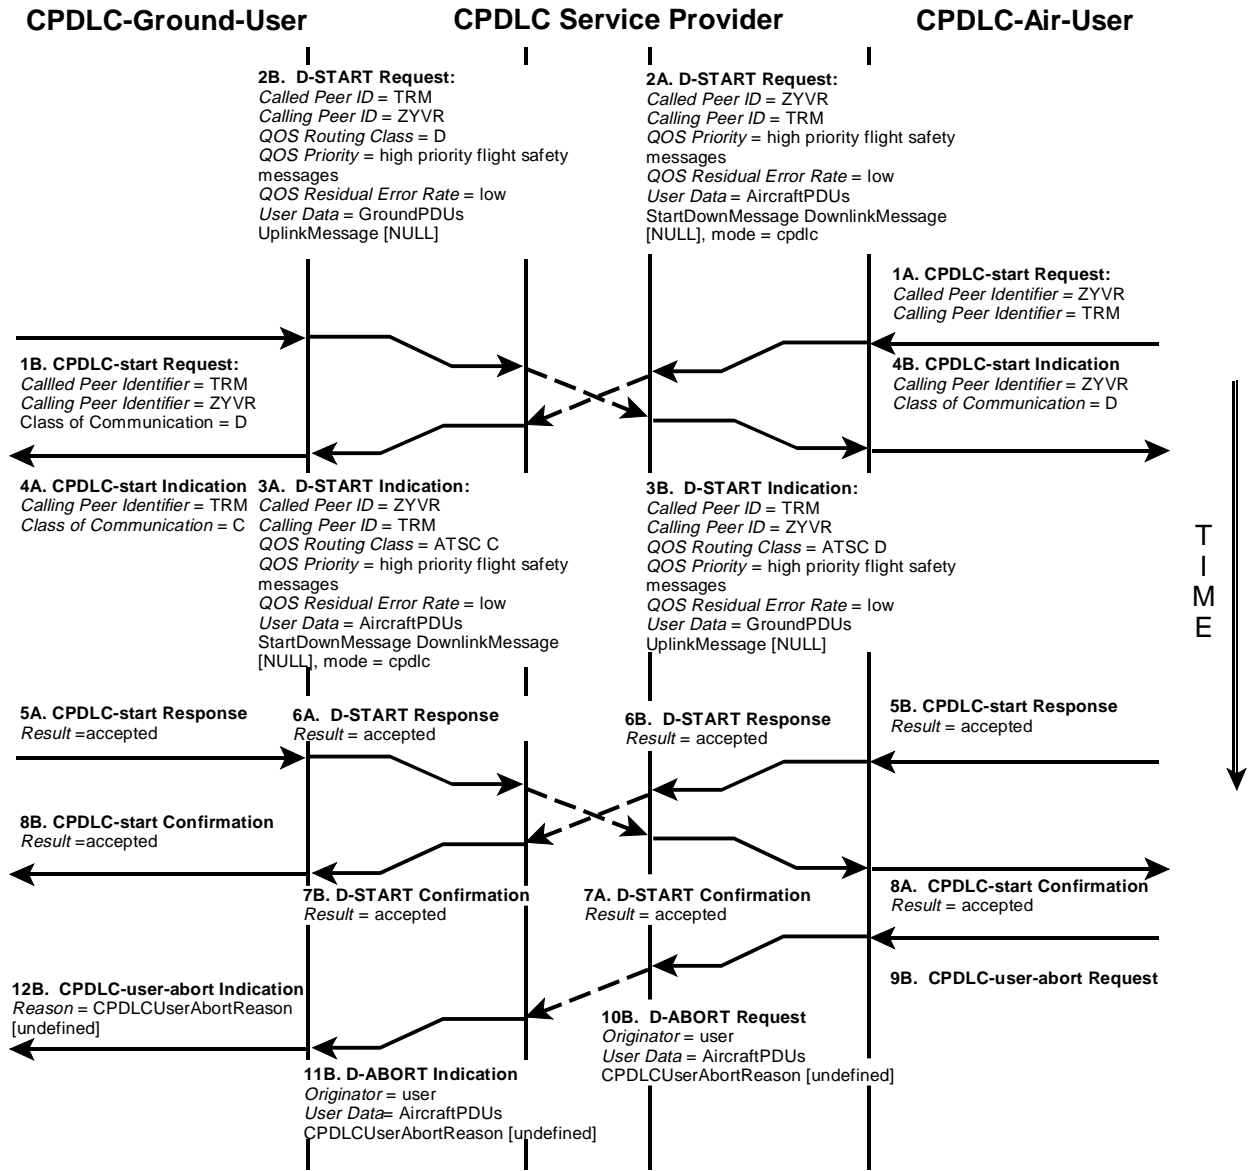 CPDLC-Ground-User
CPDLC Service Provider
CPDLC-Air-User
2B. D-START Request:
Called Peer ID = TRM
Calling Peer ID = ZYVR
QOS Routing Class = D
QOS Priority = high priority flight safety
messages
QOS Residual Error Rate = low
User Data = GroundPDUs
UplinkMessage [NULL]
2A. D-START Request:
Called Peer ID = ZYVR
Calling Peer ID = TRM
QOS Priority = high priority flight safety
messages
QOS Residual Error Rate = low
User Data = AircraftPDUs
StartDownMessage DownlinkMessage
[NULL], mode = cpdlc
1A. CPDLC-start Request:
Called Peer Identifier = ZYVR
Calling Peer Identifier = TRM
1B. CPDLC-start Request:
Callled Peer Identifier = TRM
Calling Peer Identifier = ZYVR
Class of Communication = D
4B. CPDLC-start Indication
Calling Peer Identifier = ZYVR
Class of Communication = D
4A. CPDLC-start Indication
Calling Peer Identifier = TRM
Class of Communication = C
3A. D-START Indication:
Called Peer ID = ZYVR
Calling Peer ID = TRM
QOS Routing Class = ATSC C
QOS Priority = high priority flight safety
messages
QOS Residual Error Rate = low
User Data = AircraftPDUs
StartDownMessage DownlinkMessage
[NULL], mode = cpdlc
3B. D-START Indication:
Called Peer ID = TRM
Calling Peer ID = ZYVR
QOS Routing Class = ATSC D
QOS Priority = high priority flight safety
messages
QOS Residual Error Rate = low
User Data = GroundPDUs
UplinkMessage [NULL]
T
I
M
E
5A. CPDLC-start Response
Result =accepted
6A. D-START Response
Result = accepted
6B. D-START Response
Result = accepted
5B. CPDLC-start Response
Result = accepted
8B. CPDLC-start Confirmation
Result =accepted
7B. D-START Confirmation
Result = accepted
7A. D-START Confirmation
Result = accepted
8A. CPDLC-start Confirmation
Result = accepted
9B. CPDLC-user-abort Request
12B. CPDLC-user-abort Indication
Reason = CPDLCUserAbortReason
[undefined]
10B. D-ABORT Request
Originator = user
User Data = AircraftPDUs
CPDLCUserAbortReason [undefined]
11B. D-ABORT Indication
Originator = user
User Data= AircraftPDUs
CPDLCUserAbortReason [undefined]